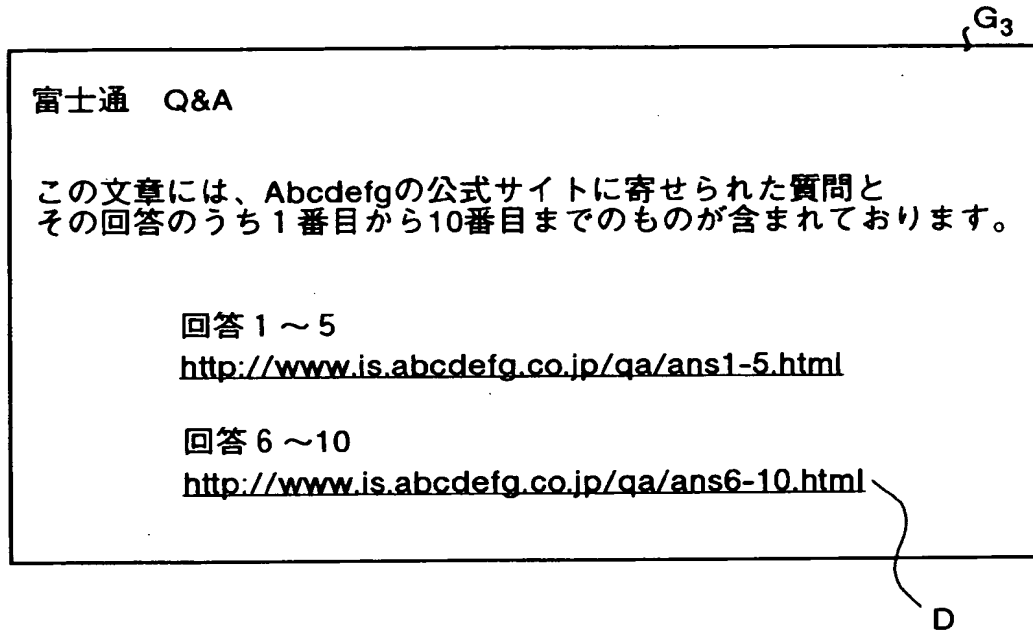 G3
富士通　Q&A
この文章には、Abcdefgの公式サイトに寄せられた質問と
その回答のうち1番目から10番目までのものが含まれております。
回答1～5
http://www.is.abcdefg.co.jp/qa/ans1-5.html
回答6～10
http://www.is.abcdefg.co.jp/qa/ans6-10.html
D